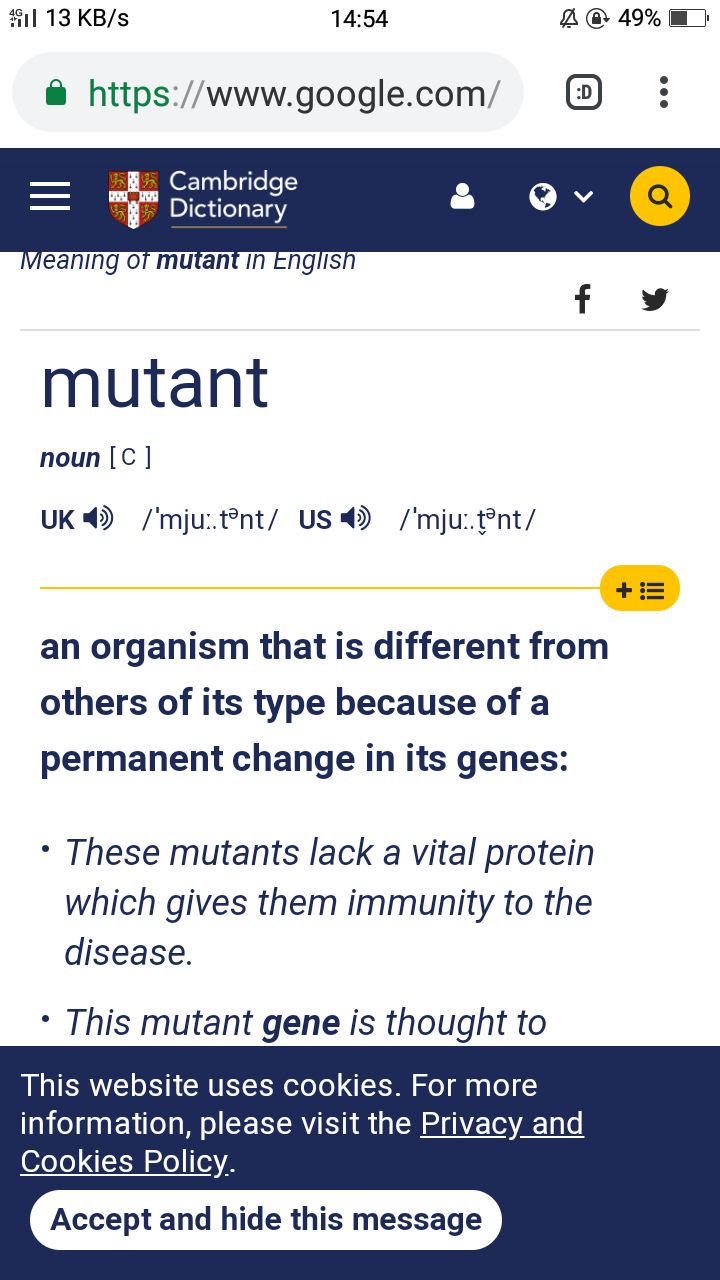 4G 13 KB/s 14:54 49%
https://www.google.com/ :D
Cambridge
Dictionary
Meaning of mutant in English
mutant
noun [ C ]
UK /ˈmjuː.tᵊnt/ US /ˈmjuː.t̬ᵊnt/
an organism that is different from
others of its type because of a
permanent change in its genes:
• These mutants lack a vital protein
which gives them immunity to the
disease.
• This mutant gene is thought to
This website uses cookies. For more
information, please visit the Privacy and
Cookies Policy.
Accept and hide this message